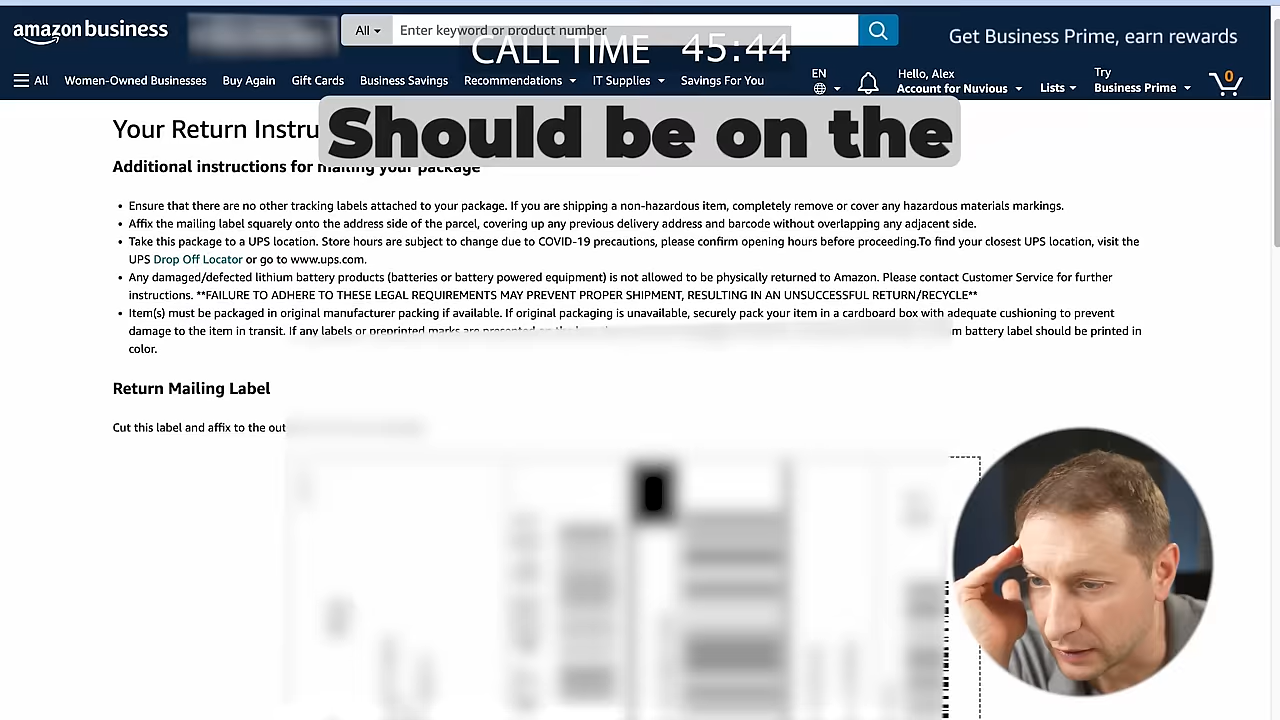 amazon business
All
Enter keyword or product number
CALL TIME 45:44
Get Business Prime, earn rewards
All
Women-Owned Businesses
Buy Again
Gift Cards
Business Savings
Recommendations
IT Supplies
Savings For You
EN
Hello, Alex
Account for Nuvious
Lists
Try
Business Prime
0
Should be on the
Your Return Instru
Additional instructions for mailing your package
• Ensure that there are no other tracking labels attached to your package. If you are shipping a non-hazardous item, completely remove or cover any hazardous materials markings.
• Affix the mailing label squarely onto the address side of the parcel, covering up any previous delivery address and barcode without overlapping any adjacent side.
• Take this package to a UPS location. Store hours are subject to change due to COVID-19 precautions, please confirm opening hours before proceeding.To find your closest UPS location, visit the
UPS Drop Off Locator or go to www.ups.com.
• Any damaged/defected lithium battery products (batteries or battery powered equipment) is not allowed to be physically returned to Amazon. Please contact Customer Service for further
instructions. **FAILURE TO ADHERE TO THESE LEGAL REQUIREMENTS MAY PREVENT PROPER SHIPMENT, RESULTING IN AN UNSUCCESSFUL RETURN/RECYCLE**
• Item(s) must be packaged in original manufacturer packing if available. If original packaging is unavailable, securely pack your item in a cardboard box with adequate cushioning to prevent
damage to the item in transit. If any labels or preprinted marks are presented on the m battery label should be printed in
color.
Return Mailing Label
Cut this label and affix to the out